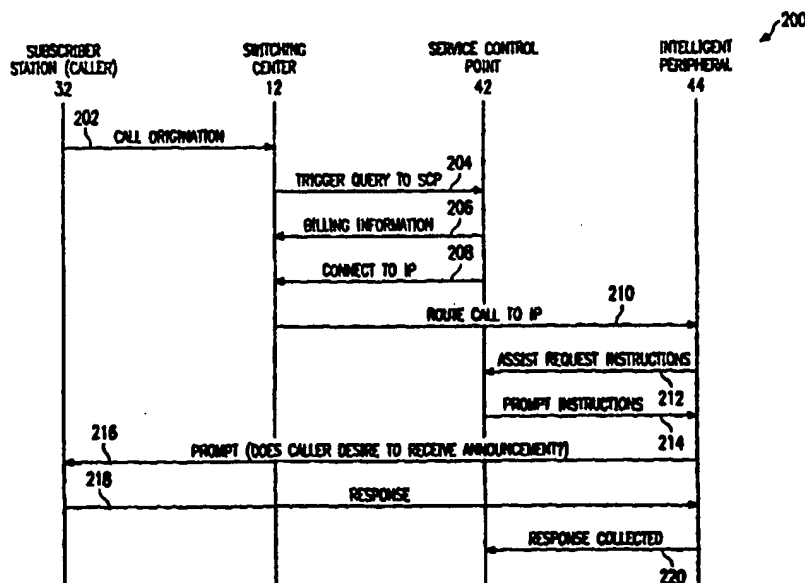 200
SUBSCRIBER
STATION (CALLER)
32
SWITCHING
CENTER
12
SERVICE CONTROL
POINT
42
INTELLIGENT
PERIPHERAL
44
202
CALL ORIGINATION
204
TRIGGER QUERY TO SCP
206
BILLING INFORMATION
208
CONNECT TO IP
210
ROUTE CALL TO IP
ASSIST REQUEST INSTRUCTIONS
212
PROMPT INSTRUCTIONS
214
216
PROMPT (DOES CALLER DESIRE TO RECEIVE ANNOUNCEMENT?)
218
RESPONSE
RESPONSE COLLECTED
220